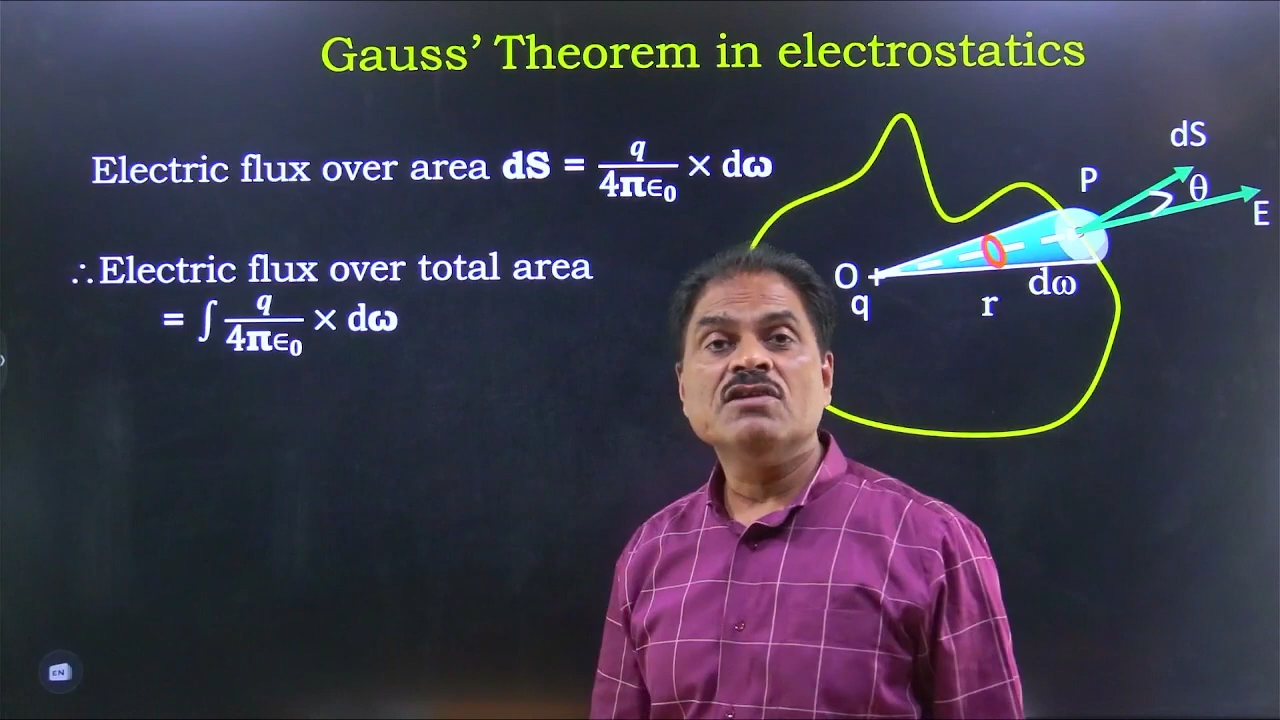 Gauss’ Theorem in electrostatics
Electric flux over area dS = q/4πϵ₀ × dω
∴Electric flux over total area
= ∫ q/4πϵ₀ × dω
dS
P
θ
E
O +
q
r
dω
EN